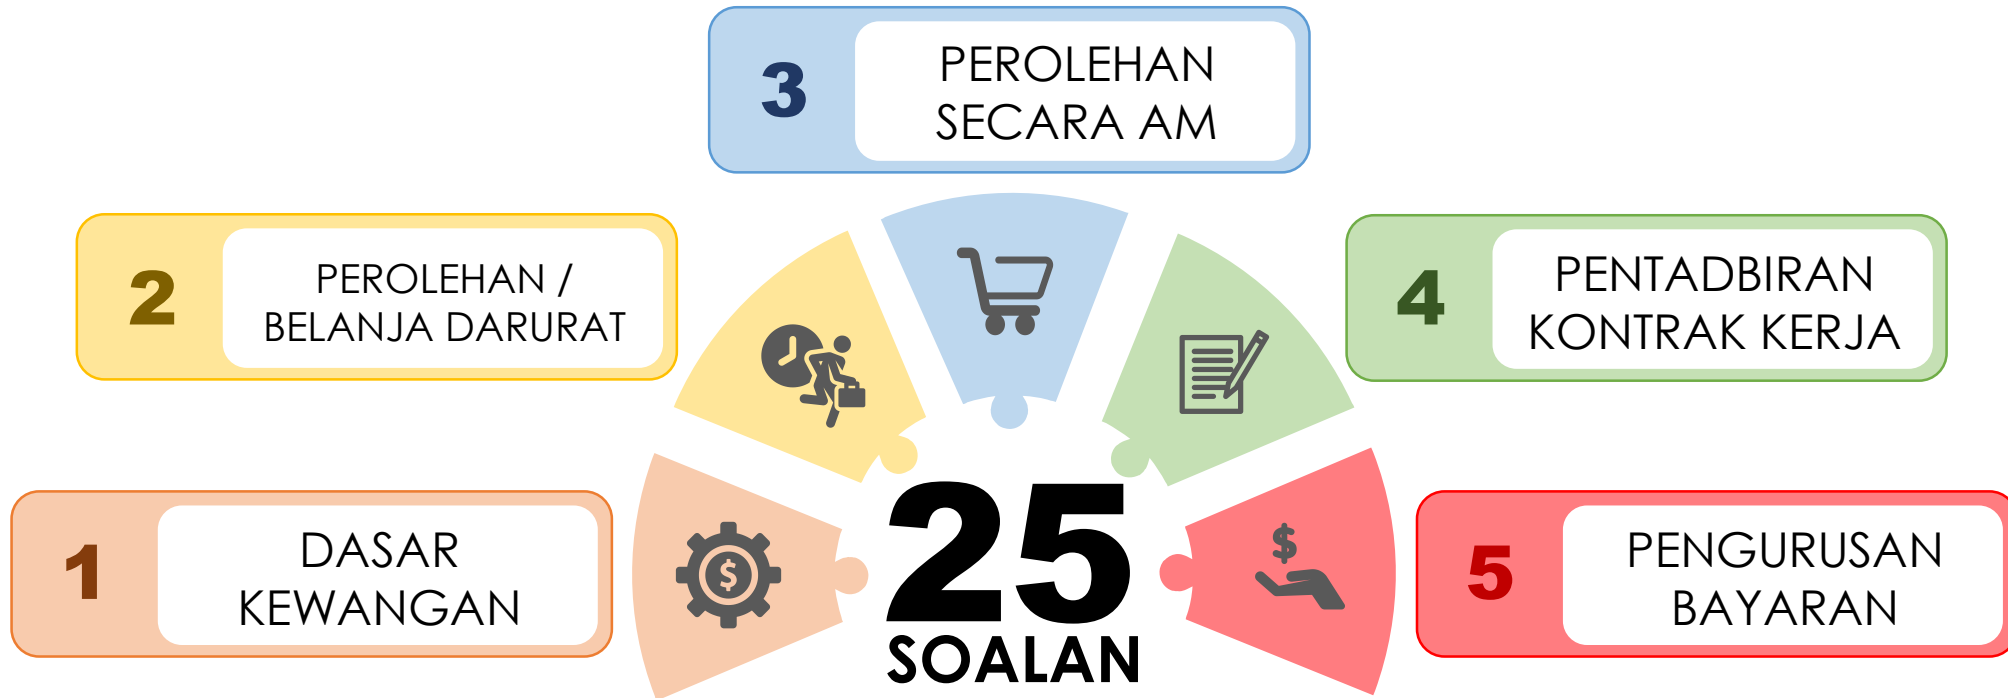 3
PEROLEHAN
SECARA AM
2
PEROLEHAN /
BELANJA DARURAT
4
PENTADBIRAN
KONTRAK KERJA
1
DASAR
KEWANGAN
25
SOALAN
5
PENGURUSAN
BAYARAN
$
$